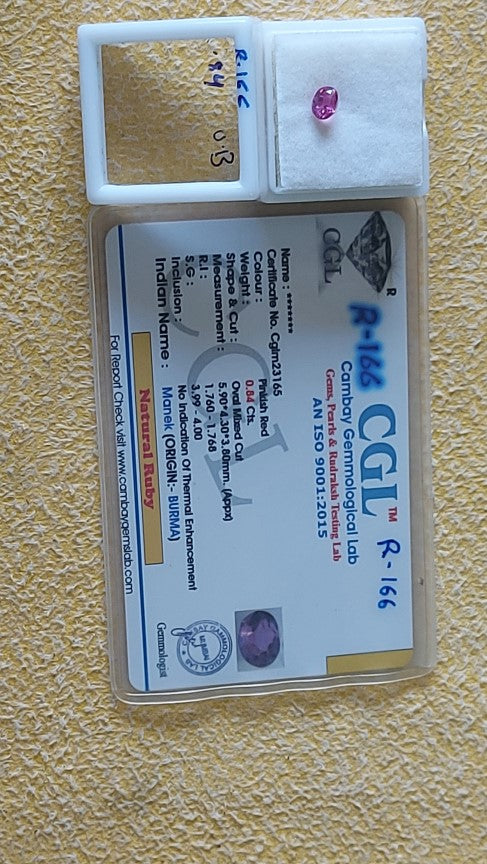 R-166
.84
0.B
CGL
R
R-166
CGL™
R-166
Cambay Gemmological Lab
Gems, Pearls & Rudraksh Testing Lab
AN ISO 9001:2015
Name : *******
Certificate No. Cglm23165
Colour : Pinkish Red
Weight : 0.84 Cts.
Shape & Cut : Oval Mixed Cut
Measurement : 5.90*4.30*3.80mm. (Appx)
R.I : 1.760 - 1.768
S.G : 3.99 - 4.00
Inclusion : No Indication Of Thermal Enhancement
Indian Name : Manek (ORIGIN:- BURMA)
Natural Ruby
For Report Check visit www.cambaygemslab.com
Gemmologist
CGL